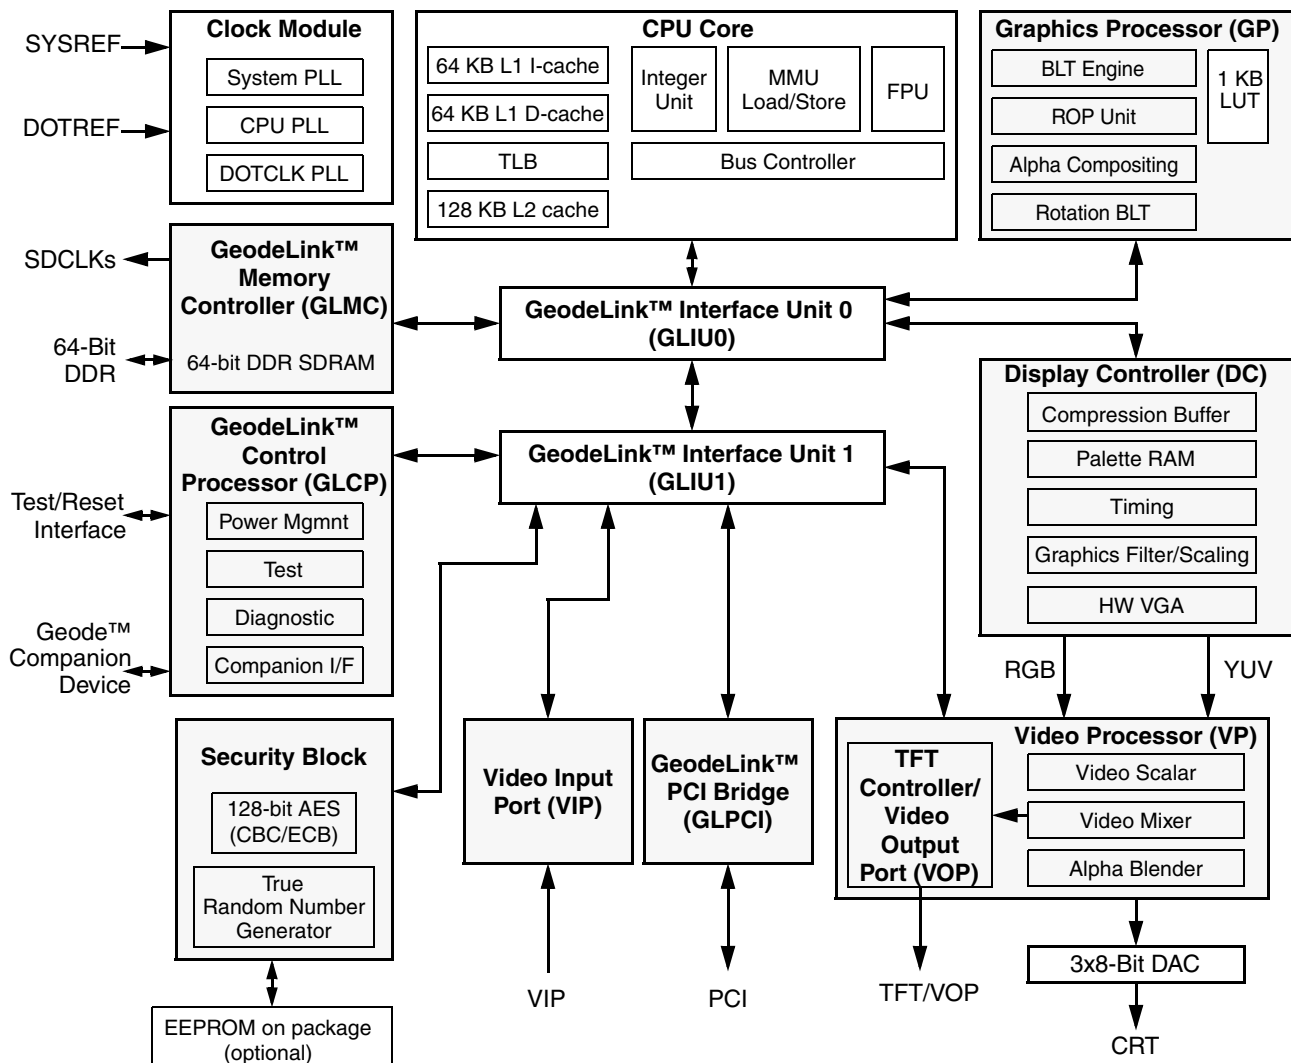 SYSREF
DOTREF
Clock Module
System PLL
CPU PLL
DOTCLK PLL
CPU Core
64 KB L1 I-cache
64 KB L1 D-cache
TLB
128 KB L2 cache
Integer
Unit
MMU
Load/Store
FPU
Bus Controller
Graphics Processor (GP)
BLT Engine
ROP Unit
Alpha Compositing
Rotation BLT
1 KB
LUT
SDCLKs
64-Bit
DDR
GeodeLink™
Memory
Controller (GLMC)
64-bit DDR SDRAM
GeodeLink™ Interface Unit 0
(GLIU0)
Display Controller (DC)
Compression Buffer
Palette RAM
Timing
Graphics Filter/Scaling
HW VGA
Test/Reset
Interface
Geode™
Companion
Device
GeodeLink™
Control
Processor (GLCP)
Power Mgmnt
Test
Diagnostic
Companion I/F
GeodeLink™ Interface Unit 1
(GLIU1)
RGB
YUV
Security Block
128-bit AES
(CBC/ECB)
True
Random Number
Generator
Video Input
Port (VIP)
GeodeLink™
PCI Bridge
(GLPCI)
Video Processor (VP)
TFT
Controller/
Video
Output
Port (VOP)
Video Scalar
Video Mixer
Alpha Blender
EEPROM on package
(optional)
VIP
PCI
TFT/VOP
3x8-Bit DAC
CRT